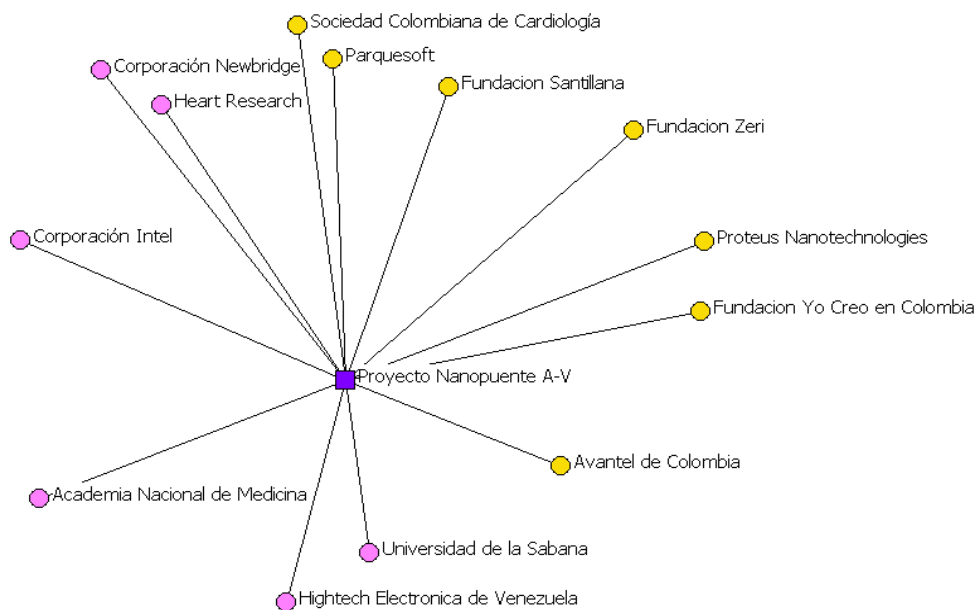 Sociedad Colombiana de Cardiología
Parquesoft
Corporación Newbridge
Fundacion Santillana
Heart Research
Fundacion Zeri
Corporación Intel
Proteus Nanotechnologies
Fundacion Yo Creo en Colombia
Proyecto Nanopuente A-V
Avantel de Colombia
Academia Nacional de Medicina
Universidad de la Sabana
Hightech Electronica de Venezuela